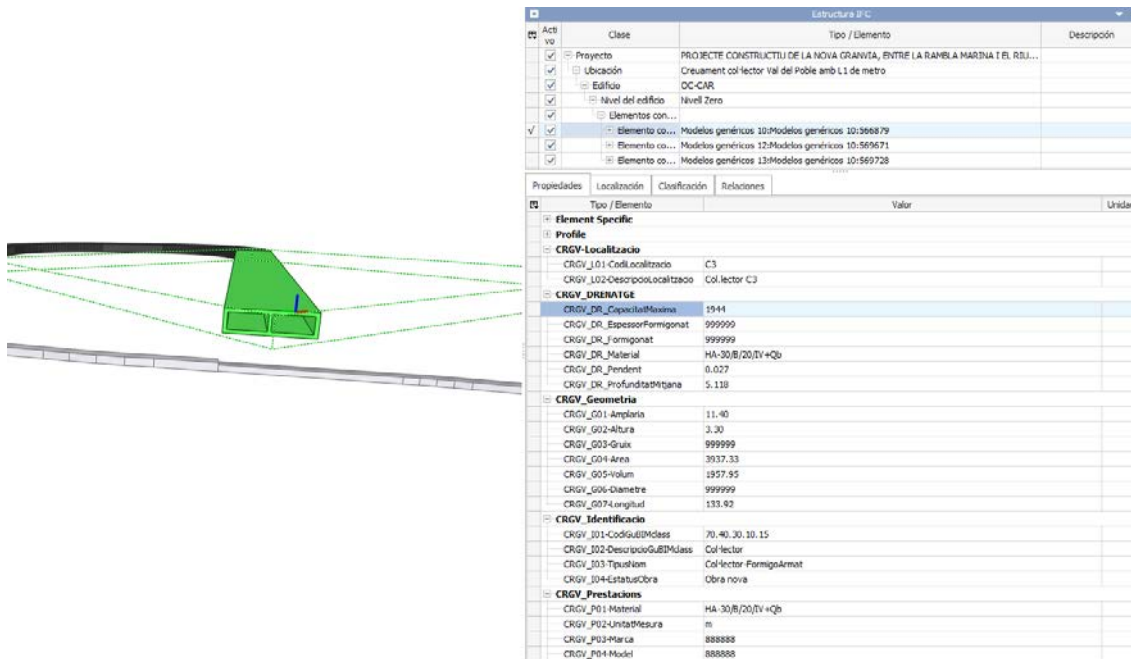 Estructura IFC
Acti vo Clase Tipo / Elemento Descripción
Proyecto PROJECTE CONSTRUCTIU DE LA NOVA GRANVIA, ENTRE LA RAMBLA MARINA I EL RIU...
Ubicación Creuament col·lector Val del Poble amb L1 de metro
Edificio OC-CAR
Nivel del edificio Nivell Zero
Elementos con...
Elemento co... Modelos genéricos 10:Modelos genéricos 10:566879
Elemento co... Modelos genéricos 12:Modelos genéricos 10:569671
Elemento co... Modelos genéricos 13:Modelos genéricos 10:569728
Propiedades Localización Clasificación Relaciones
Tipo / Elemento Valor Unida
Element Specific
Profile
CRGV-Localitzacio
CRGV_L01-CodiLocalitzacio C3
CRGV_L02-DescripcioLocalitzacio Col.lector C3
CRGV_DRENATGE
CRGV_DR_CapacitatMaxima 1944
CRGV_DR_EspessorFormigonat 999999
CRGV_DR_Formigonat 999999
CRGV_DR_Material HA-30/B/20/IV+Qb
CRGV_DR_Pendent 0.027
CRGV_DR_ProfunditatMitjana 5.118
CRGV_Geometria
CRGV_G01-Amplaria 11.40
CRGV_G02-Altura 3.30
CRGV_G03-Gruix 999999
CRGV_G04-Area 3937.33
CRGV_G05-Volum 1957.95
CRGV_G06-Diametre 999999
CRGV_G07-Longitud 133.92
CRGV_Identificacio
CRGV_I01-CodiGuBIMclass 70.40.30.10.15
CRGV_I02-DescripcioGuBIMclass Col·lector
CRGV_I03-TipusNom Col·lector-FormigoArmat
CRGV_I04-EstatusObra Obra nova
CRGV_Prestacions
CRGV_P01-Material HA-30/B/20/IV+Qb
CRGV_P02-UnitatMesura m
CRGV_P03-Marca 888888
CRGV_P04-Model 888888